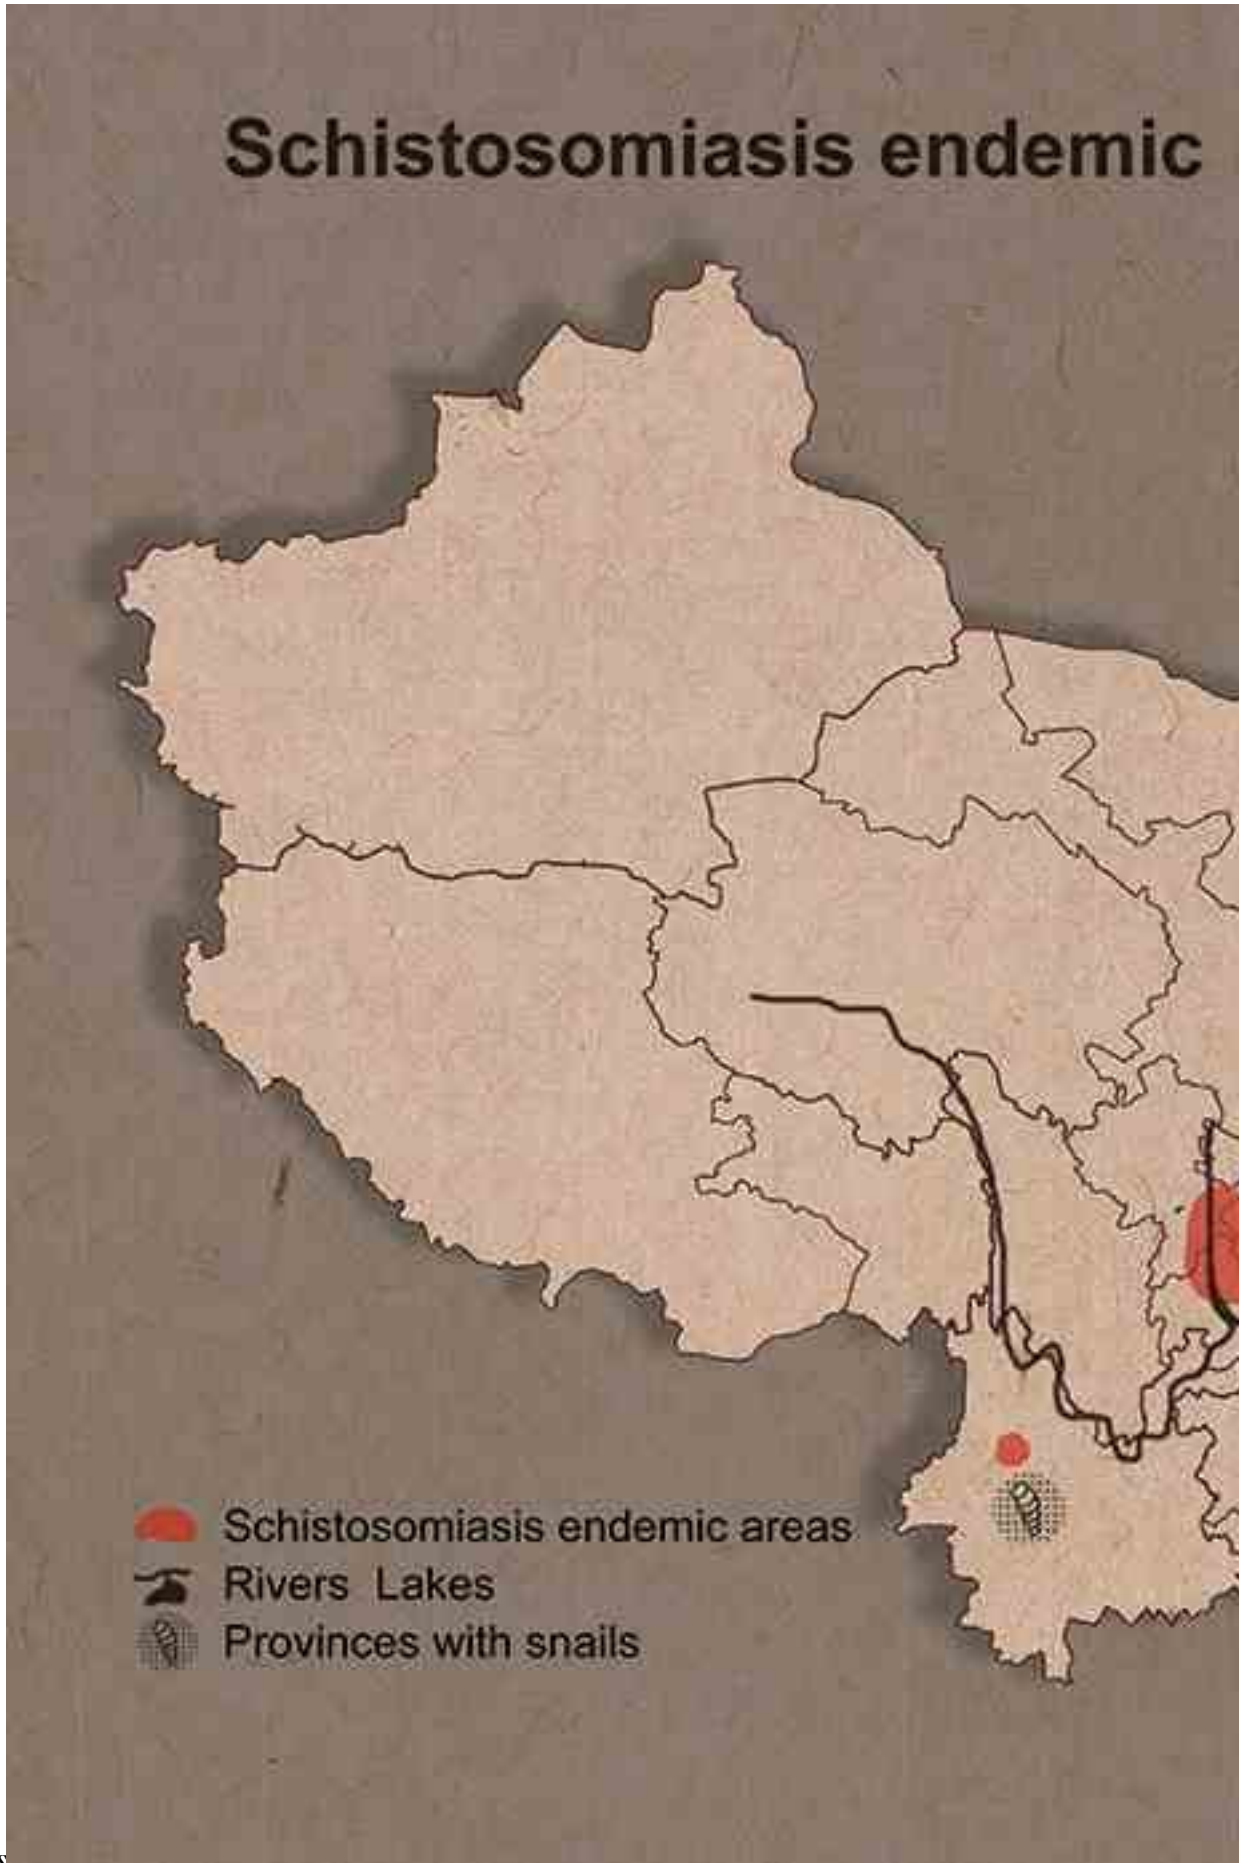 Schistosomiasis endemic
Schistosomiasis endemic areas
Rivers Lakes
Provinces with snails